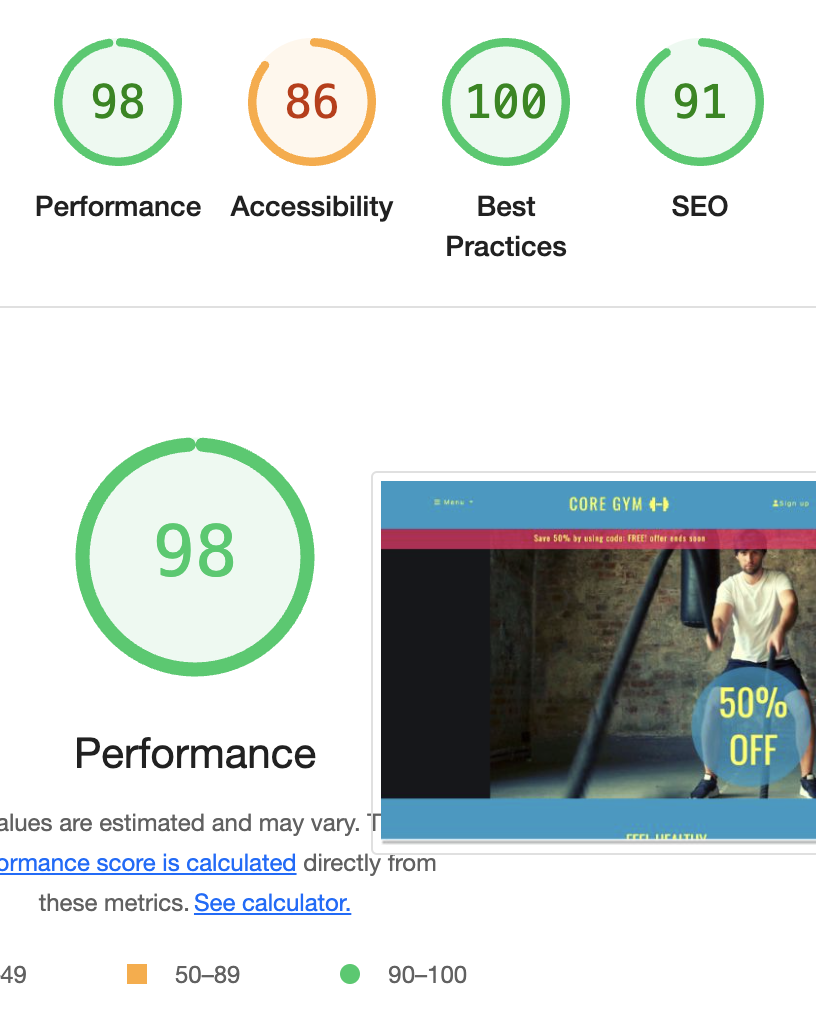 98
86
100
91
Performance
Accessibility
Best
Practices
SEO
98
Performance
alues are estimated and may vary. T
ormance score is calculated directly from
these metrics. See calculator.
49
50–89
90–100
Menu
CORE GYM
Sign up
Save 50% by using code: FREE! offer ends soon
50%
OFF
FEEL HEALTHY